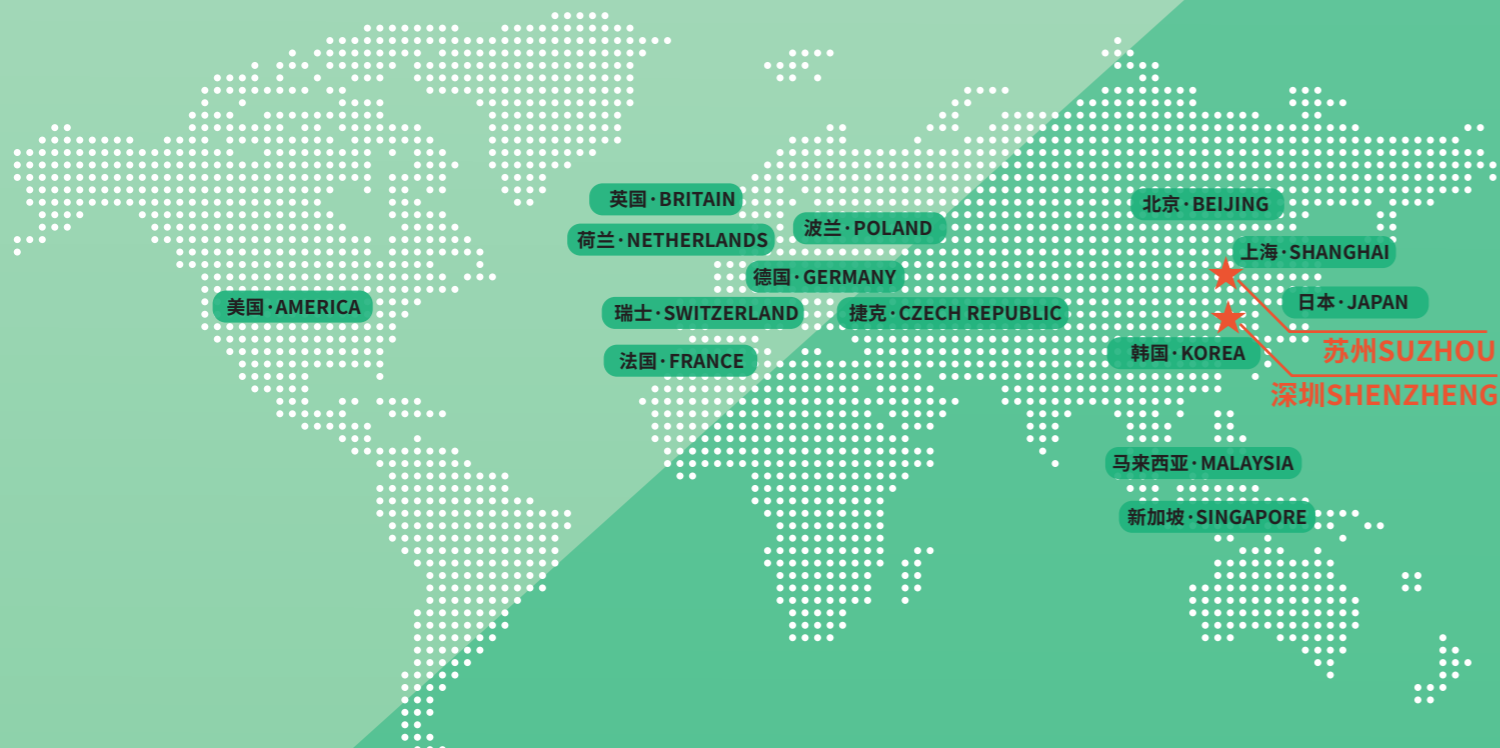 英国·BRITAIN
北京·BEIJING
波兰·POLAND
荷兰·NETHERLANDS
上海·SHANGHAI
德国·GERMANY
美国·AMERICA
日本·JAPAN
瑞士·SWITZERLAND
捷克·CZECH REPUBLIC
苏州SUZHOU
韩国·KOREA
法国·FRANCE
深圳SHENZHENG
马来西亚·MALAYSIA
新加坡·SINGAPORE